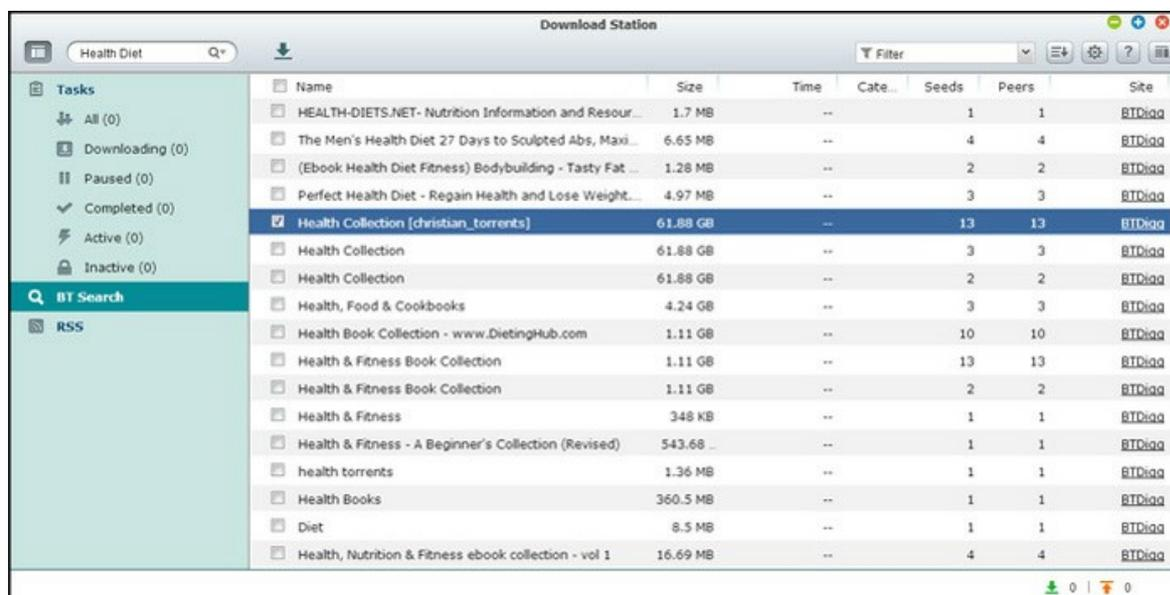 Download Station
Health Diet
Filter
?
Tasks
All (0)
Downloading (0)
Paused (0)
Completed (0)
Active (0)
Inactive (0)
BT Search
RSS
Name Size Time Cate... Seeds Peers Site
HEALTH-DIETS.NET- Nutrition Information and Resour... 1.7 MB -- 1 1 BTDigg
The Men's Health Diet 27 Days to Sculpted Abs, Maxi... 6.65 MB -- 4 4 BTDigg
(Ebook Health Diet Fitness) Bodybuilding - Tasty Fat ... 1.28 MB -- 2 2 BTDigg
Perfect Health Diet - Regain Health and Lose Weight.... 4.97 MB -- 3 3 BTDigg
Health Collection [christian_torrents] 61.88 GB -- 13 13 BTDigg
Health Collection 61.88 GB -- 3 3 BTDigg
Health Collection 61.88 GB -- 2 2 BTDigg
Health, Food & Cookbooks 4.24 GB -- 3 3 BTDigg
Health Book Collection - www.DietingHub.com 1.11 GB -- 10 10 BTDigg
Health & Fitness Book Collection 1.11 GB -- 13 13 BTDigg
Health & Fitness Book Collection 1.11 GB -- 2 2 BTDigg
Health & Fitness 348 KB -- 1 1 BTDigg
Health & Fitness - A Beginner's Collection (Revised) 543.68 .. -- 1 1 BTDigg
health torrents 1.36 MB -- 1 1 BTDigg
Health Books 360.5 MB -- 1 1 BTDigg
Diet 8.5 MB -- 1 1 BTDigg
Health, Nutrition & Fitness ebook collection - vol 1 16.69 MB -- 4 4 BTDigg
0 | 0